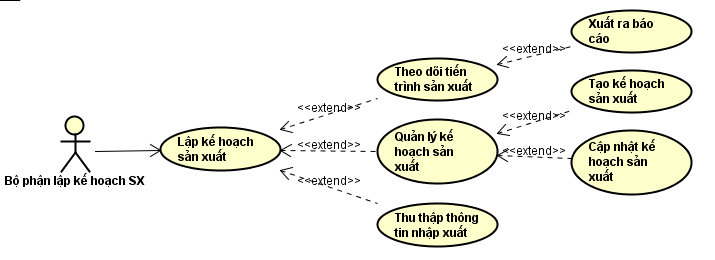 Xuất ra báo
cáo
<<extend>>
Theo dõi tiến
trình sản xuất
Tạo kế hoạch
sản xuất
<<extend>>
<<extend>>
Lập kế hoạch
sản xuất
Quản lý kế
hoạch sản
xuất
<<extend>>
<<extend>>
Cập nhật kế
hoạch sản
xuất
Bộ phận lập kế hoạch SX
<<extend>>
Thu thập thông
tin nhập xuất